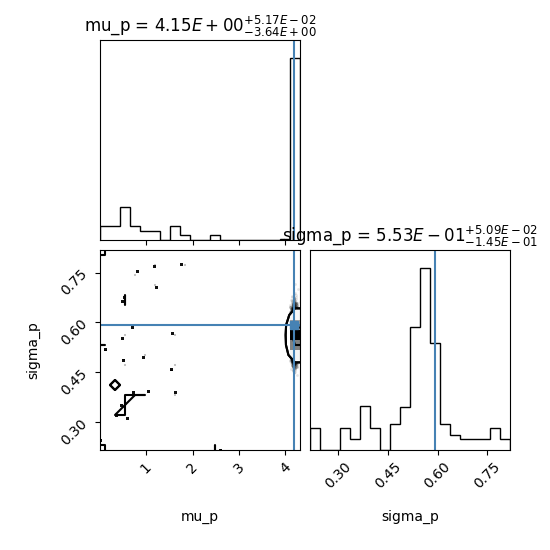 mu_p = 4.15E+00+5.17E−02−3.64E+00
sigma_p = 5.53E−01+5.09E−02−1.45E−01
sigma_p
0.75
0.60
0.45
0.30
1 2 3 4
0.30 0.45 0.60 0.75
mu_p sigma_p